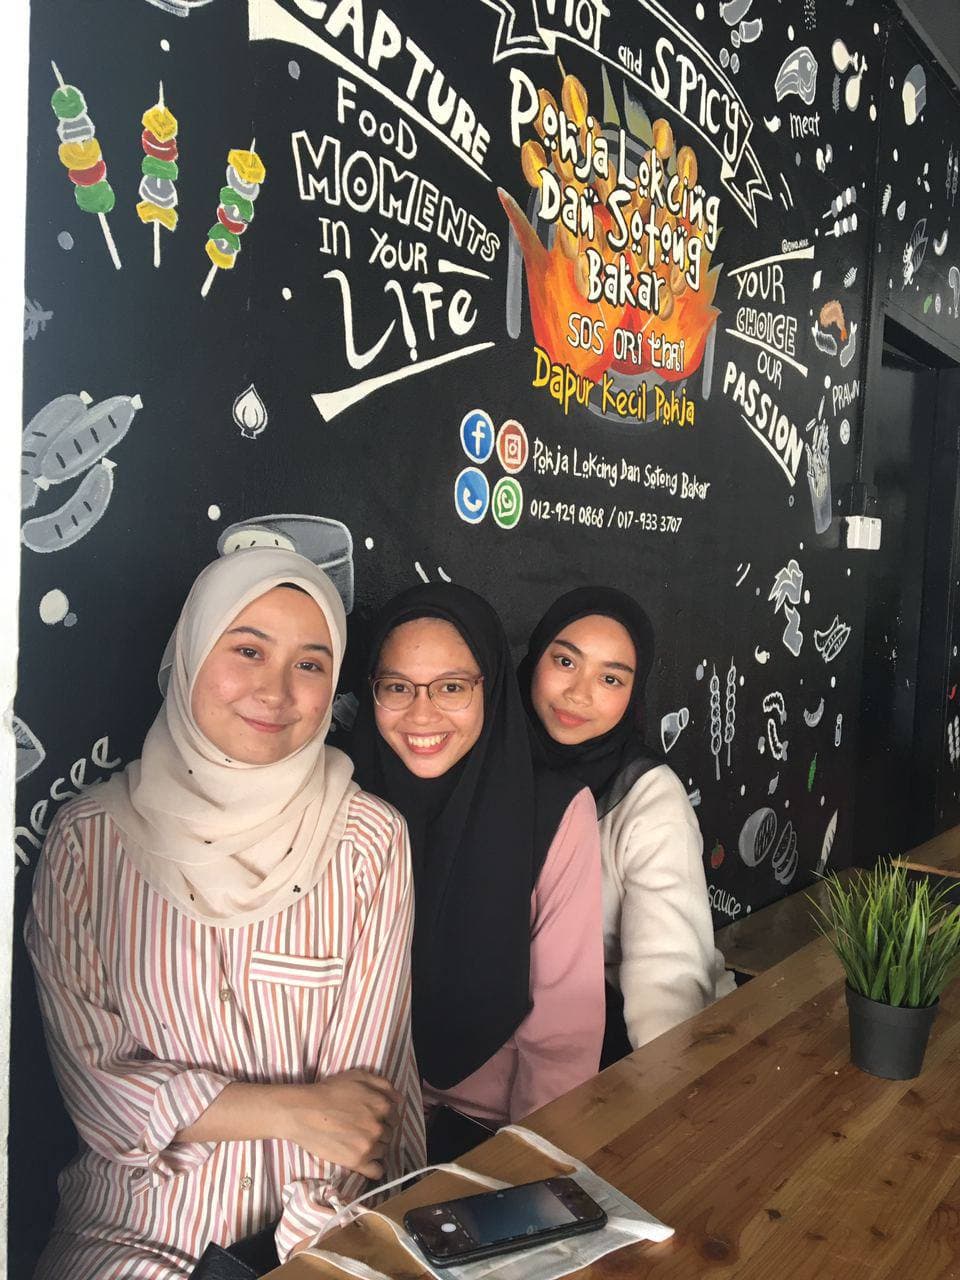 CAPTURE
FOOD
MOMENTS
IN YOUR
LIFE
HOT and SPICY
Pohja Lokcing
Dan Sotong
Bakar
SOS ORI thai
Dapur Kecil Pohja
Pohja Lokcing Dan Sotong Bakar
012-929 0868 / 017-933 3707
meat
YOUR
CHOICE
OUR
PASSION
PRAWN
sauce